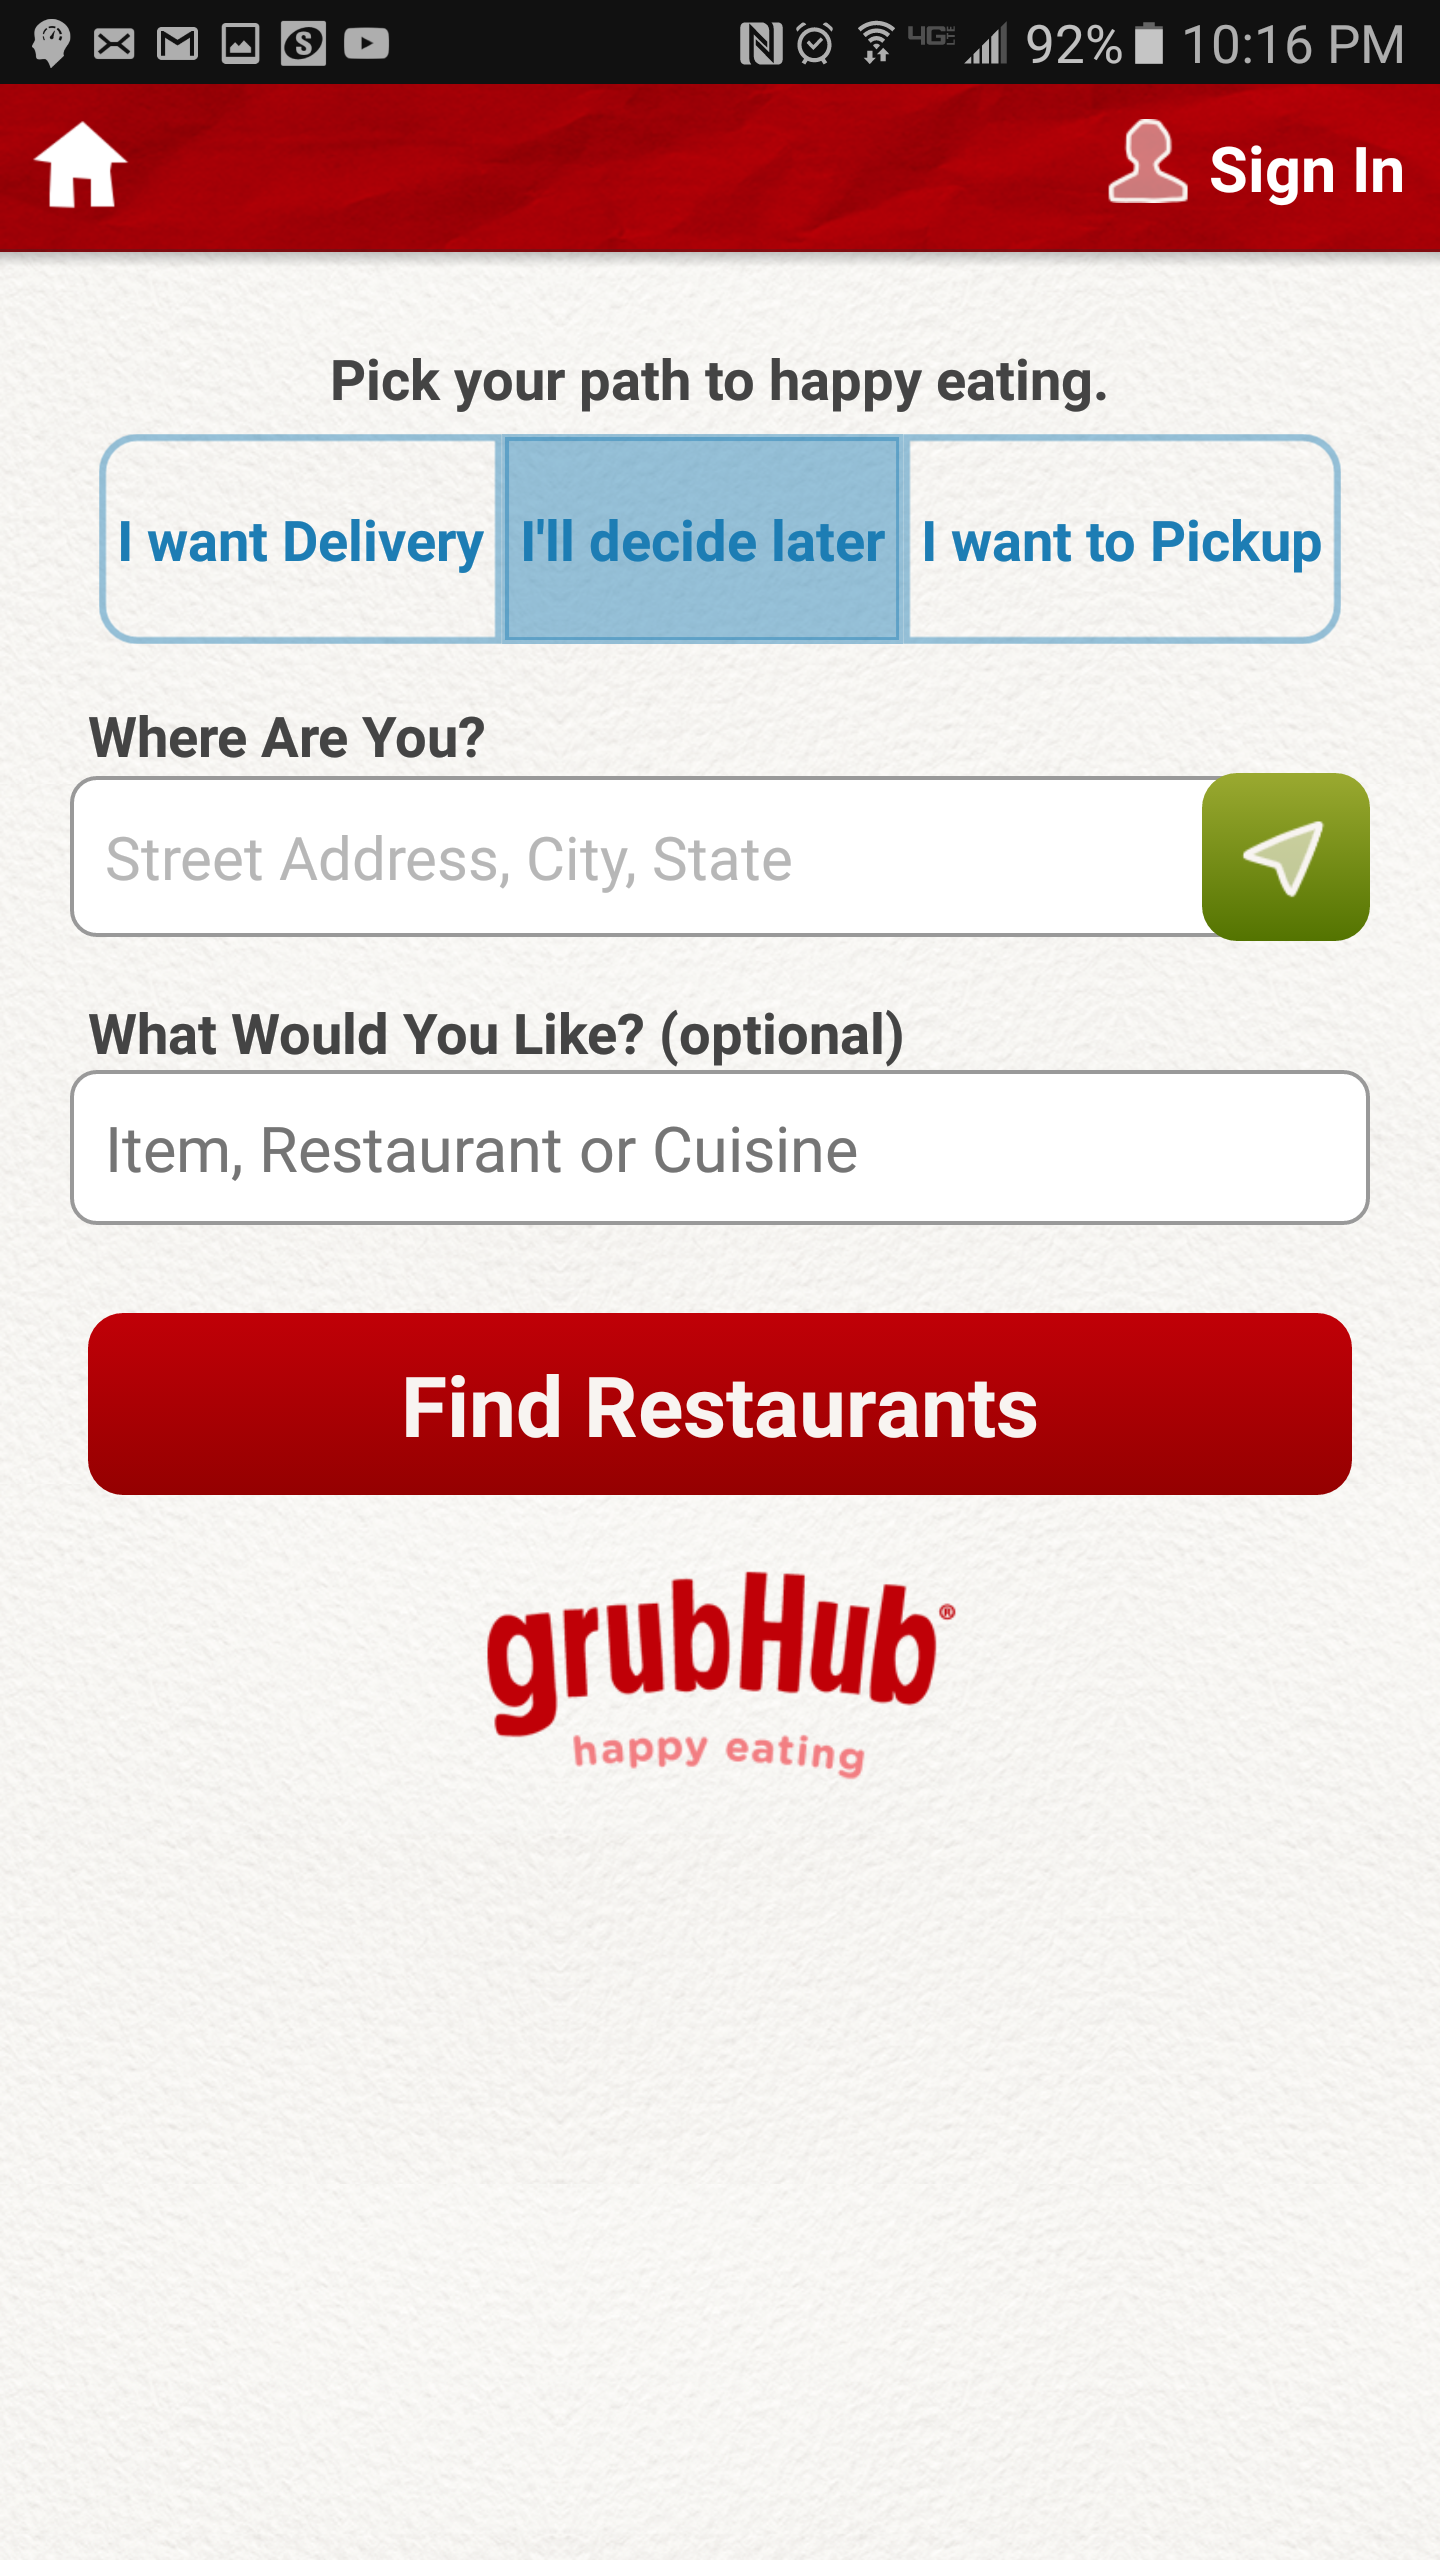 4G LTE 92% 10:16 PM
Sign In
Pick your path to happy eating.
I want Delivery I'll decide later I want to Pickup
Where Are You?
Street Address, City, State
What Would You Like? (optional)
Item, Restaurant or Cuisine
Find Restaurants
grubHub®
happy eating